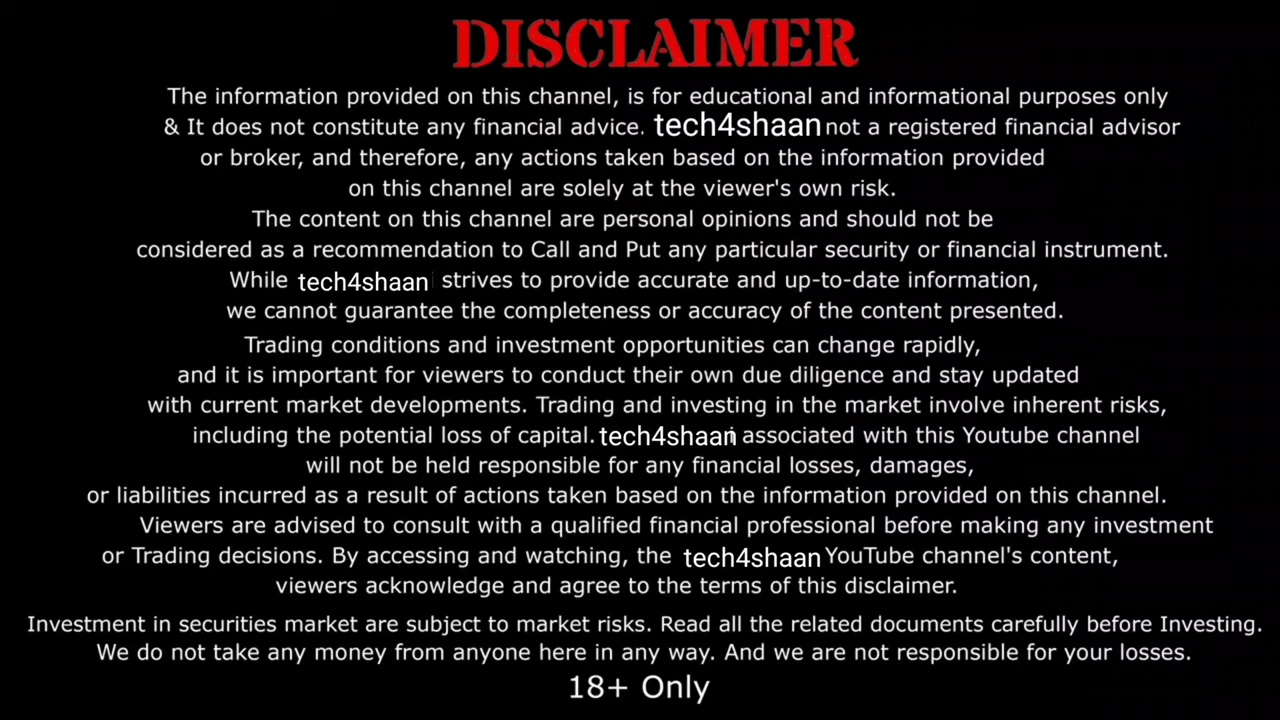 DISCLAIMER
The information provided on this channel, is for educational and informational purposes only
& It does not constitute any financial advice. tech4shaan not a registered financial advisor
or broker, and therefore, any actions taken based on the information provided
on this channel are solely at the viewer's own risk.
The content on this channel are personal opinions and should not be
considered as a recommendation to Call and Put any particular security or financial instrument.
While tech4shaan strives to provide accurate and up-to-date information,
we cannot guarantee the completeness or accuracy of the content presented.
Trading conditions and investment opportunities can change rapidly,
and it is important for viewers to conduct their own due diligence and stay updated
with current market developments. Trading and investing in the market involve inherent risks,
including the potential loss of capital. tech4shaan associated with this Youtube channel
will not be held responsible for any financial losses, damages,
or liabilities incurred as a result of actions taken based on the information provided on this channel.
Viewers are advised to consult with a qualified financial professional before making any investment
or Trading decisions. By accessing and watching, the tech4shaan YouTube channel's content,
viewers acknowledge and agree to the terms of this disclaimer.
Investment in securities market are subject to market risks. Read all the related documents carefully before Investing.
We do not take any money from anyone here in any way. And we are not responsible for your losses.
18+ Only